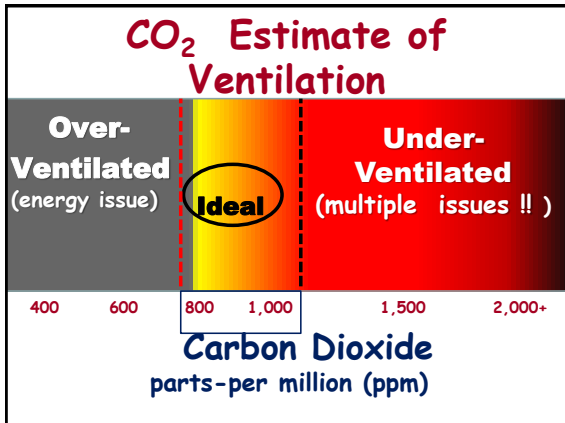 CO₂ Estimate of
Ventilation
Over-
Ventilated
(energy issue)
Ideal
Under-
Ventilated
(multiple issues !! )
400 600 800 1,000 1,500 2,000+
Carbon Dioxide
parts-per million (ppm)